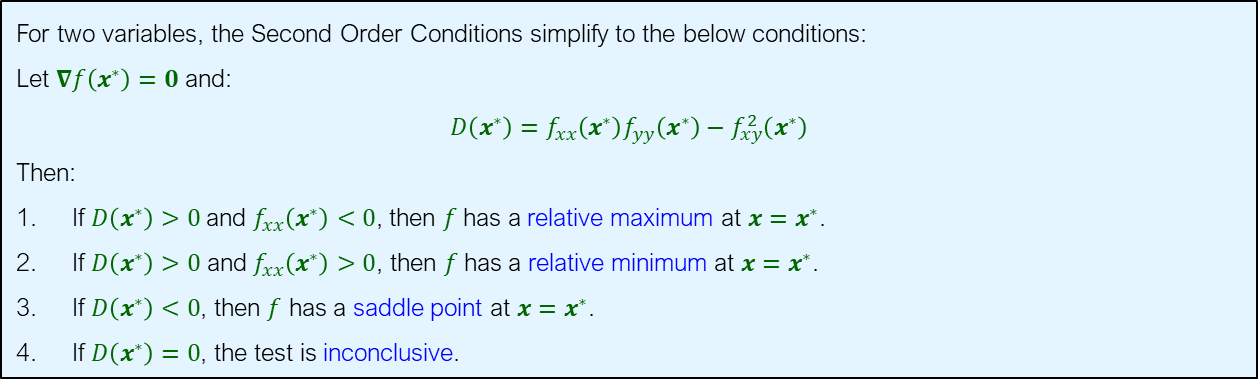 For two variables, the Second Order Conditions simplify to the below conditions:
Let ∇f(x*) = 0 and:
D(x*) = fₓₓ(x*)f_yy(x*) − f²_xy(x*)
Then:
1. If D(x*) > 0 and fₓₓ(x*) < 0, then f has a relative maximum at x = x*.
2. If D(x*) > 0 and fₓₓ(x*) > 0, then f has a relative minimum at x = x*.
3. If D(x*) < 0, then f has a saddle point at x = x*.
4. If D(x*) = 0, the test is inconclusive.